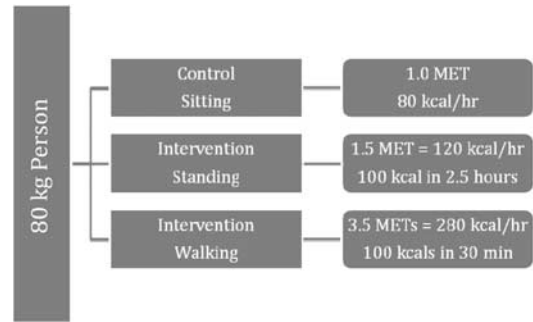 80 kg Person
Control
Sitting
1.0 MET
80 kcal/hr
Intervention
Standing
1.5 MET = 120 kcal/hr
100 kcal in 2.5 hours
Intervention
Walking
3.5 METs = 280 kcal/hr
100 kcals in 30 min